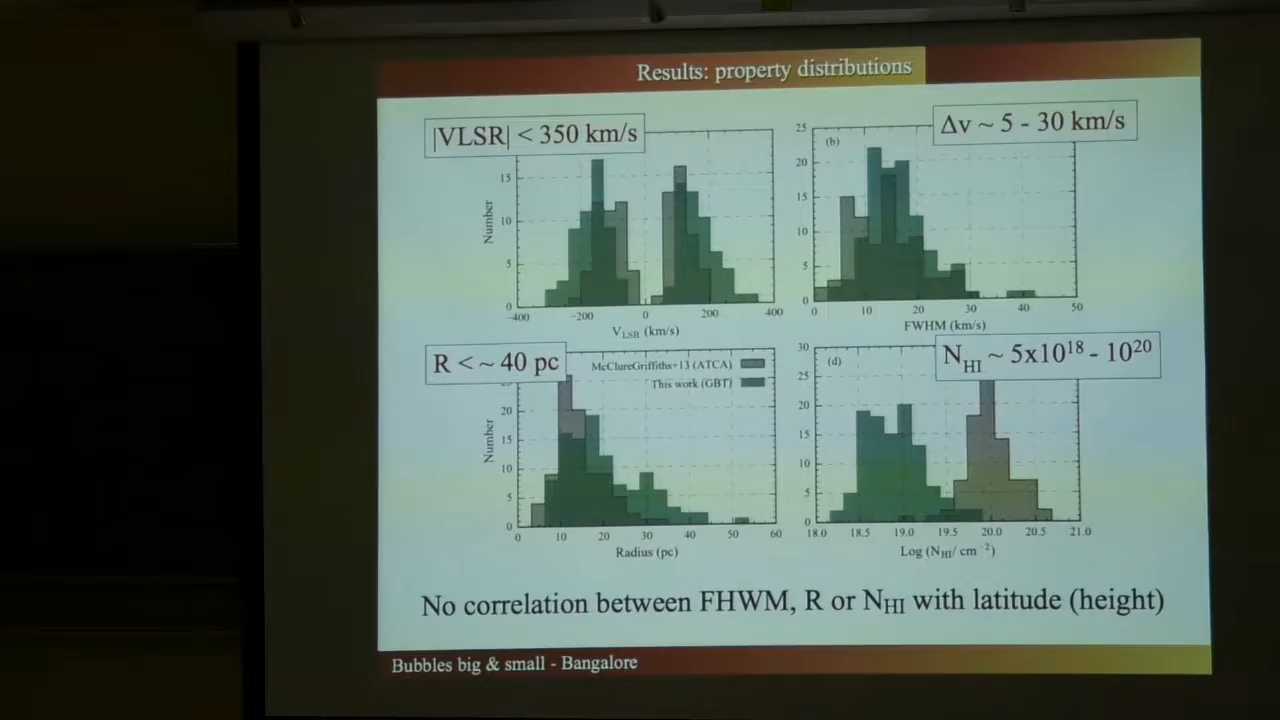 Results: property distributions
|VLSR| < 350 km/s
Δv ~ 5 - 30 km/s
Number
15
10
5
0
-400 -200 0 200 400
V_LSR (km/s)
(b)
25
20
15
10
5
0
0 10 20 30 40 50
FWHM (km/s)
R < ~ 40 pc
McClureGriffiths+13 (ATCA)
This work (GBT)
Number
20
15
10
5
0
0 10 20 30 40 50 60
Radius (pc)
N_HI ~ 5x10^18 - 10^20
(d)
30
25
20
15
10
5
0
18.0 18.5 19.0 19.5 20.0 20.5 21.0
Log (N_HI/ cm^-2)
No correlation between FHWM, R or N_HI with latitude (height)
Bubbles big & small - Bangalore